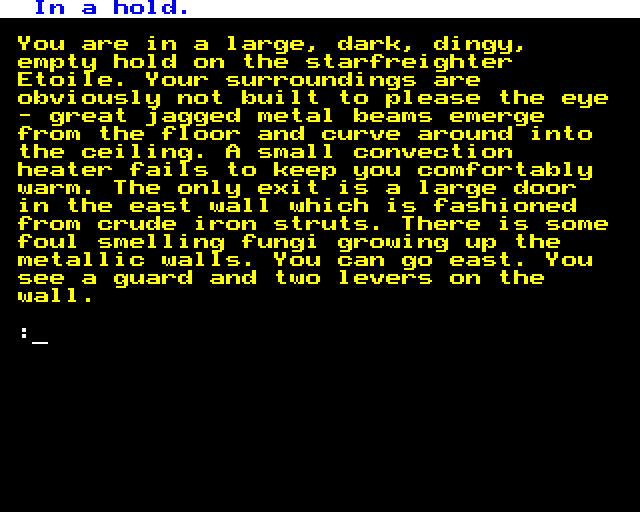 In a hold.
You are in a large, dark, dingy,
empty hold on the starfreighter
Etoile. Your surroundings are
obviously not built to please the eye
- great jagged metal beams emerge
from the floor and curve around into
the ceiling. A small convection
heater fails to keep you comfortably
warm. The only exit is a large door
in the east wall which is fashioned
from crude iron struts. There is some
foul smelling fungi growing up the
metallic walls. You can go east. You
see a guard and two levers on the
wall.
:_